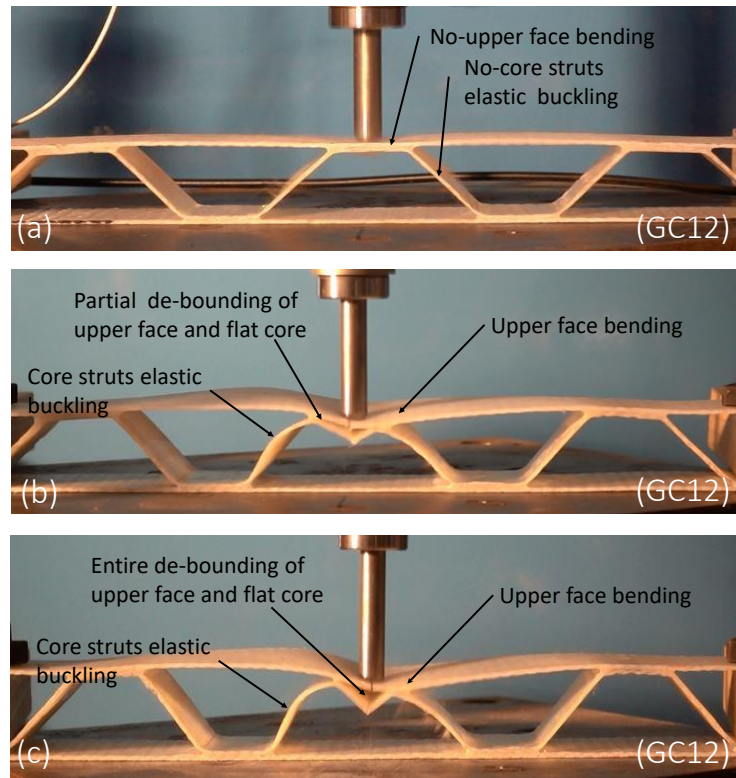 No-upper face bending
No-core struts
elastic buckling
(a)
(GC12)
Partial de-bounding of
upper face and flat core
Upper face bending
Core struts elastic
buckling
(b)
(GC12)
Entire de-bounding of
upper face and flat core
Upper face bending
Core struts elastic
buckling
(c)
(GC12)